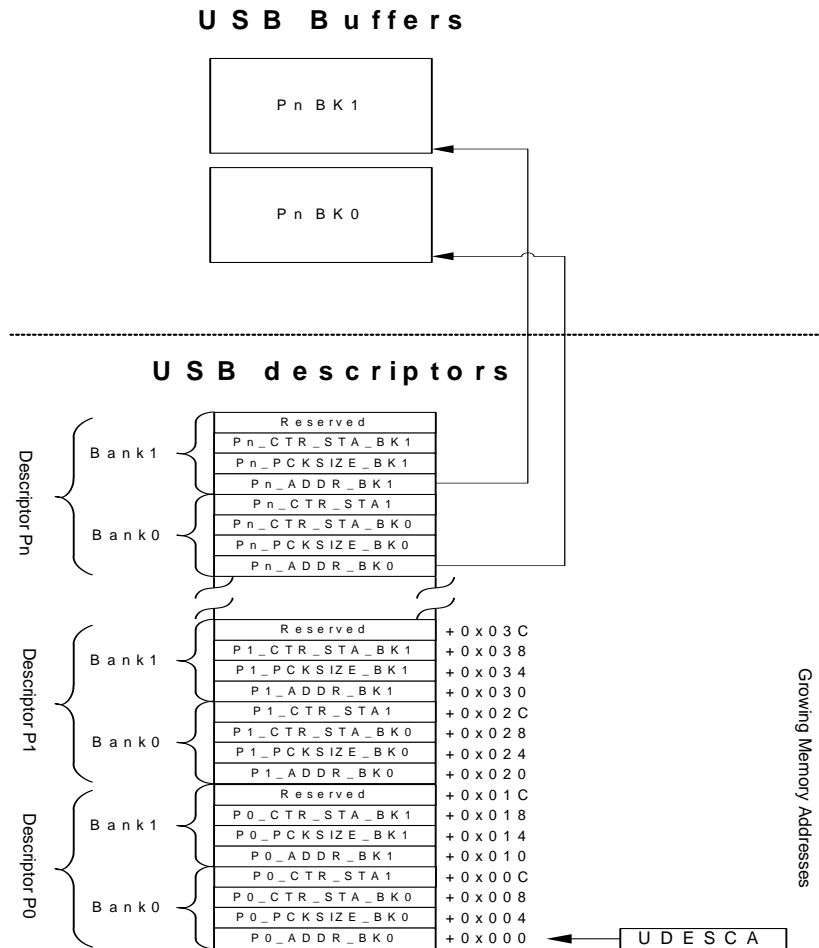 USB Buffers
Pn BK1
Pn BK0
USB descriptors
Descriptor Pn
Bank1
Reserved
Pn_CTR_STA_BK1
Pn_PCKSIZE_BK1
Pn_ADDR_BK1
Bank0
Pn_CTR_STA1
Pn_CTR_STA_BK0
Pn_PCKSIZE_BK0
Pn_ADDR_BK0
Descriptor P1
Bank1
Reserved +0x03C
P1_CTR_STA_BK1 +0x038
P1_PCKSIZE_BK1 +0x034
P1_ADDR_BK1 +0x030
Bank0
P1_CTR_STA1 +0x02C
P1_CTR_STA_BK0 +0x028
P1_PCKSIZE_BK0 +0x024
P1_ADDR_BK0 +0x020
Descriptor P0
Bank1
Reserved +0x01C
P0_CTR_STA_BK1 +0x018
P0_PCKSIZE_BK1 +0x014
P0_ADDR_BK1 +0x010
Bank0
P0_CTR_STA1 +0x00C
P0_CTR_STA_BK0 +0x008
P0_PCKSIZE_BK0 +0x004
P0_ADDR_BK0 +0x000
UDESCA
Growing Memory Addresses